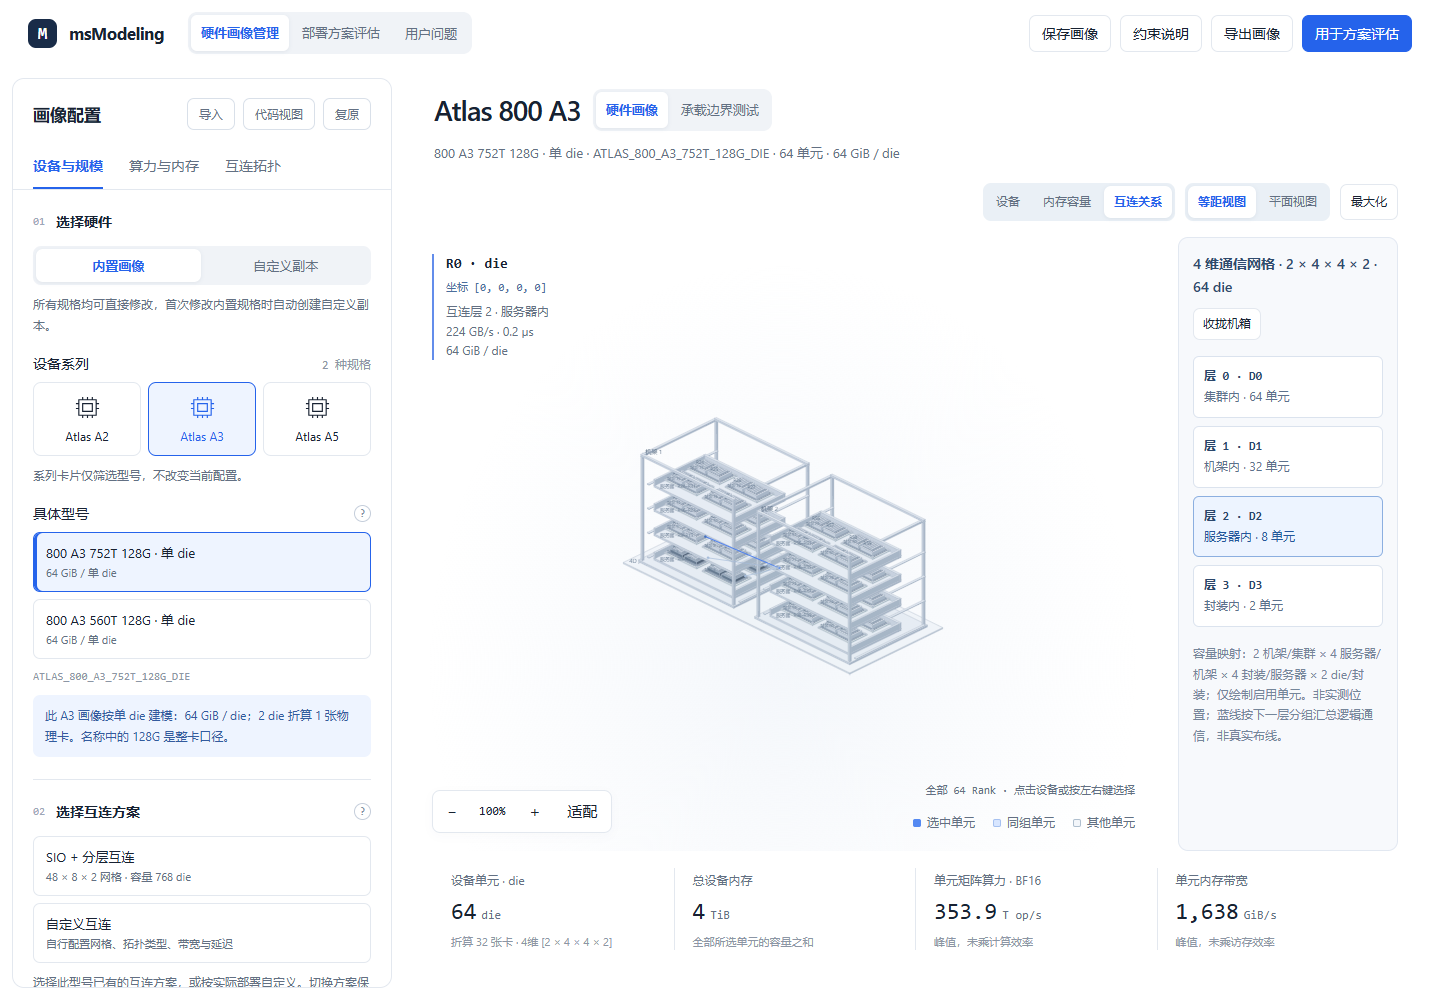 M msModeling 硬件画像管理 部署方案评估 用户问题 保存画像 约束说明 导出画像 用于方案评估
画像配置 导入 代码视图 复原
设备与规模 算力与内存 互连拓扑
01 选择硬件
内置画像 自定义副本
所有规格均可直接修改，首次修改内置规格时自动创建自定义副
本。
设备系列 2 种规格
Atlas A2 Atlas A3 Atlas A5
系列卡片仅筛选型号，不改变当前配置。
具体型号 ?
800 A3 752T 128G · 单 die
64 GiB / 单 die
800 A3 560T 128G · 单 die
64 GiB / 单 die
ATLAS_800_A3_752T_128G_DIE
此 A3 画像按单 die 建模：64 GiB / die；2 die 折算 1 张物
理卡。名称中的 128G 是整卡口径。
02 选择互连方案 ?
SIO + 分层互连
48 × 8 × 2 网格 · 容量 768 die
自定义互连
自行配置网格、拓扑类型、带宽与延迟
选择此型号已有的互连方案，或按实际部署自定义。切换方案保
Atlas 800 A3 硬件画像 承载边界测试
800 A3 752T 128G · 单 die · ATLAS_800_A3_752T_128G_DIE · 64 单元 · 64 GiB / die
设备 内存容量 互连关系 等距视图 平面视图 最大化
R0 · die
坐标 [0, 0, 0, 0]
互连层 2 · 服务器内
224 GB/s · 0.2 μs
64 GiB / die
机架 1
− 100% + 适配
全部 64 Rank · 点击设备或按左右键选择
选中单元 同组单元 其他单元
4 维通信网格 · 2 × 4 × 4 × 2 ·
64 die
收拢机箱
层 0 · D0
集群内 · 64 单元
层 1 · D1
机架内 · 32 单元
层 2 · D2
服务器内 · 8 单元
层 3 · D3
封装内 · 2 单元
容量映射：2 机架/集群 × 4 服务器/
机架 × 4 封装/服务器 × 2 die/封
装；仅绘制启用单元。非实测位
置；蓝线按下一层分组汇总逻辑通
信，非真实布线。
设备单元 · die
64 die
折算 32 张卡 · 4维 [2 × 4 × 4 × 2]
总设备内存
4 TiB
全部所选单元的容量之和
单元矩阵算力 · BF16
353.9 T op/s
峰值，未乘计算效率
单元内存带宽
1,638 GiB/s
峰值，未乘访存效率